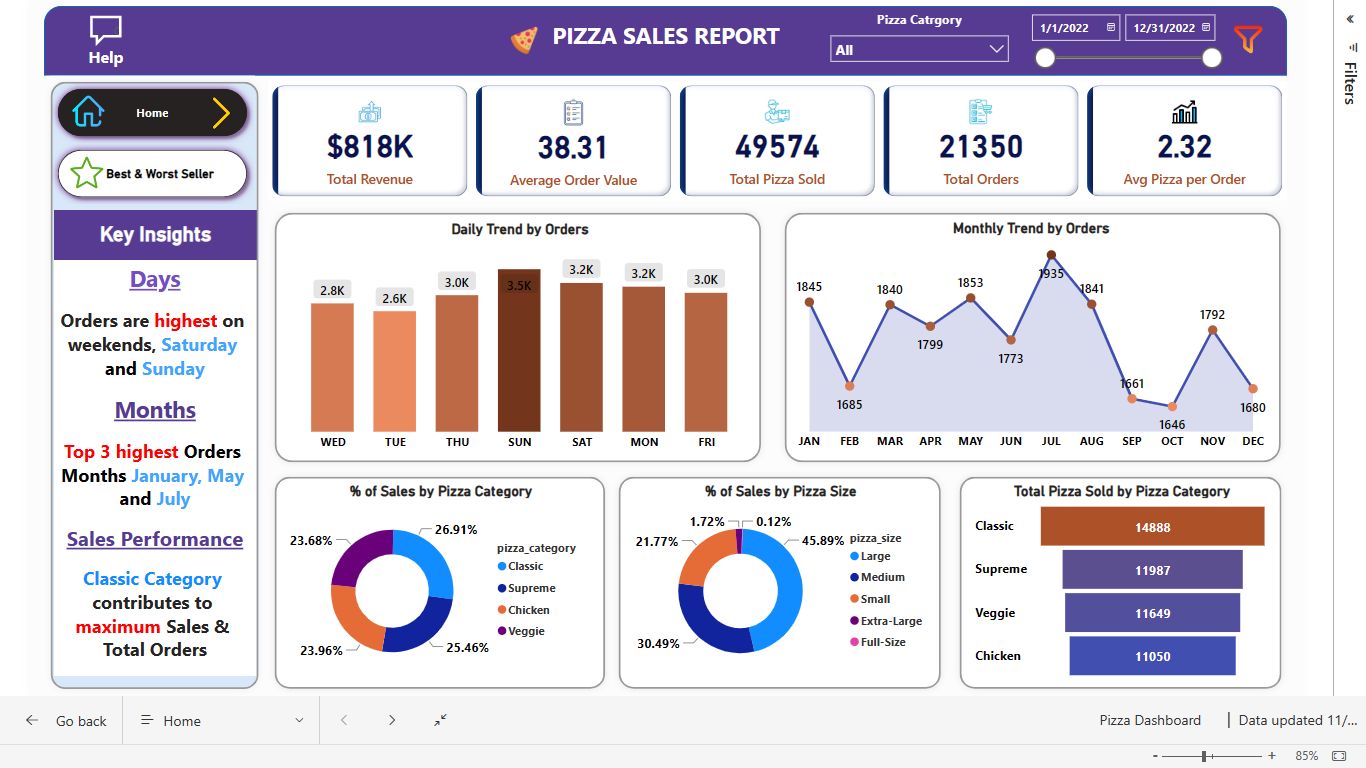 Help
PIZZA SALES REPORT
Pizza Catrgory
All
1/1/2022
12/31/2022
Filters
Home
Best & Worst Seller
Key Insights
Days
Orders are highest on
weekends, Saturday
and Sunday
Months
Top 3 highest Orders
Months January, May
and July
Sales Performance
Classic Category
contributes to
maximum Sales &
Total Orders
$818K
Total Revenue
38.31
Average Order Value
49574
Total Pizza Sold
21350
Total Orders
2.32
Avg Pizza per Order
Daily Trend by Orders
2.8K
2.6K
3.0K
3.5K
3.2K
3.2K
3.0K
WED
TUE
THU
SUN
SAT
MON
FRI
Monthly Trend by Orders
1845
1685
1840
1799
1853
1773
1935
1841
1661
1646
1792
1680
JAN
FEB
MAR
APR
MAY
JUN
JUL
AUG
SEP
OCT
NOV
DEC
% of Sales by Pizza Category
26.91%
25.46%
23.96%
23.68%
pizza_category
Classic
Supreme
Chicken
Veggie
% of Sales by Pizza Size
1.72%
0.12%
45.89%
30.49%
21.77%
pizza_size
Large
Medium
Small
Extra-Large
Full-Size
Total Pizza Sold by Pizza Category
Classic
14888
Supreme
11987
Veggie
11649
Chicken
11050
Go back
Home
Pizza Dashboard
| Data updated 11/...
- + 85%